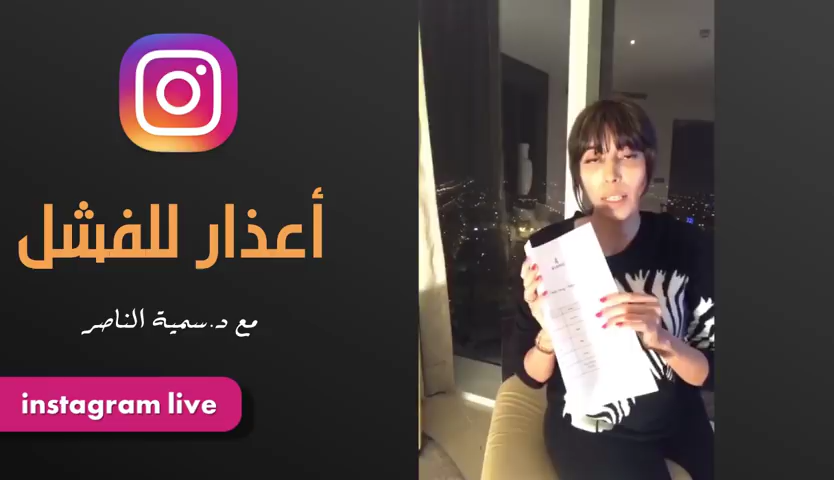 أعذار للفشل
مع د.سمية الناصر
instagram live